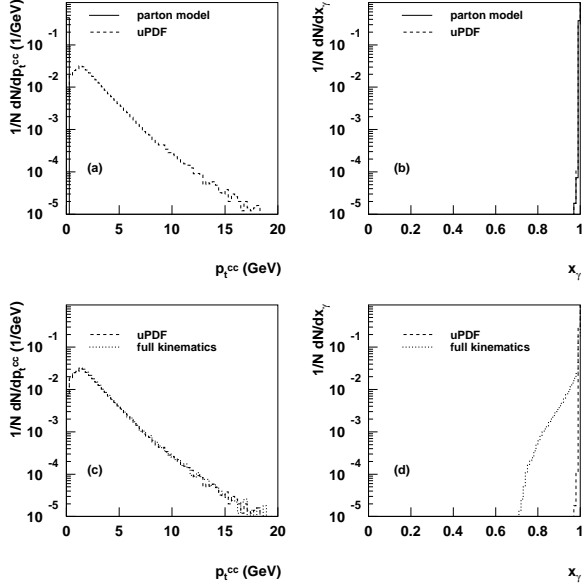 1/N dN/dp_t^cc (1/GeV)
10 -1
10 -2
10 -3
10 -4
10 -5
parton model
uPDF
(a)
0 5 10 15 20
p_t^cc (GeV)
1/N dN/dx_γ
10 -1
10 -2
10 -3
10 -4
10 -5
parton model
uPDF
(b)
0 0.2 0.4 0.6 0.8 1
x_γ
1/N dN/dp_t^cc (1/GeV)
10 -1
10 -2
10 -3
10 -4
10 -5
uPDF
full kinematics
(c)
0 5 10 15 20
p_t^cc (GeV)
1/N dN/dx_γ
10 -1
10 -2
10 -3
10 -4
10 -5
uPDF
full kinematics
(d)
0 0.2 0.4 0.6 0.8 1
x_γ